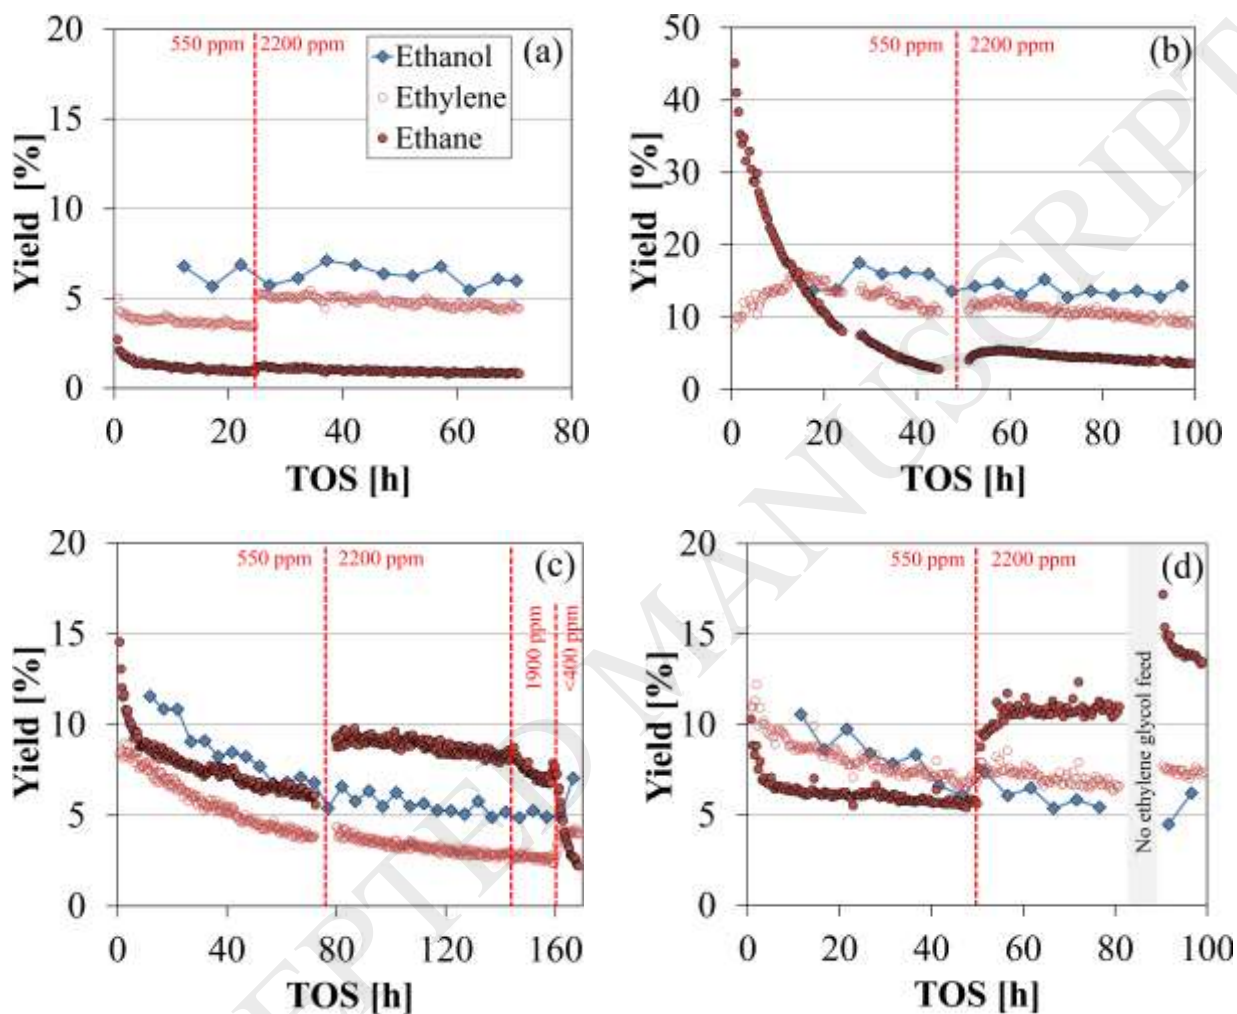 20
15
10
5
0
0
20
40
60
80
Yield [%]
TOS [h]
550 ppm
2200 ppm
(a)
Ethanol
Ethylene
Ethane
50
40
30
20
10
0
0
20
40
60
80
100
Yield [%]
TOS [h]
550 ppm
2200 ppm
(b)
20
15
10
5
0
0
40
80
120
160
Yield [%]
TOS [h]
550 ppm
2200 ppm
1900 ppm
<400 ppm
(c)
20
15
10
5
0
0
20
40
60
80
100
Yield [%]
TOS [h]
550 ppm
2200 ppm
No ethylene glycol feed
(d)
EPTED MANUSCRIPT